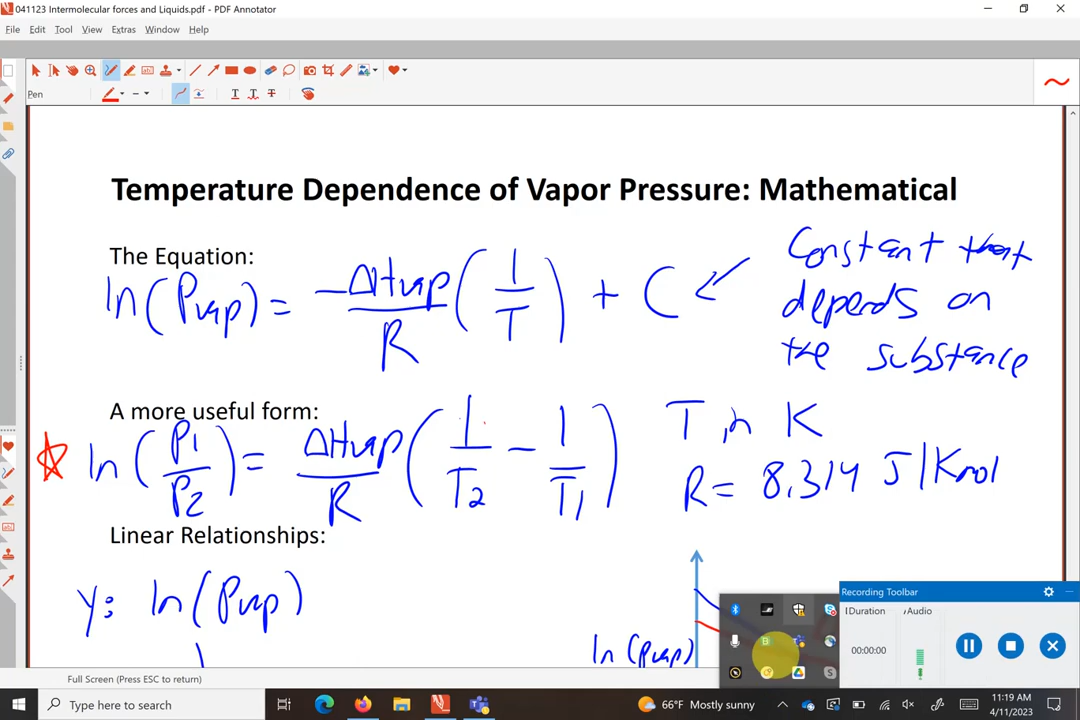 041123 Intermolecular forces and Liquids.pdf - PDF Annotator
File Edit Tool View Extras Window Help
Pen
Temperature Dependence of Vapor Pressure: Mathematical
The Equation:
ln(Pvap) = -ΔHvap/R (1/T) + C
Constant that
depends on
the substance
A more useful form:
ln(P1/P2) = ΔHvap/R (1/T2 - 1/T1)
T in K
R = 8.314 J/Kmol
Linear Relationships:
y: ln(Pvap)
ln(Pvap)
Recording Toolbar
Duration Audio
00:00:00
Full Screen (Press ESC to return)
Type here to search
66°F Mostly sunny
11:19 AM
4/11/2023